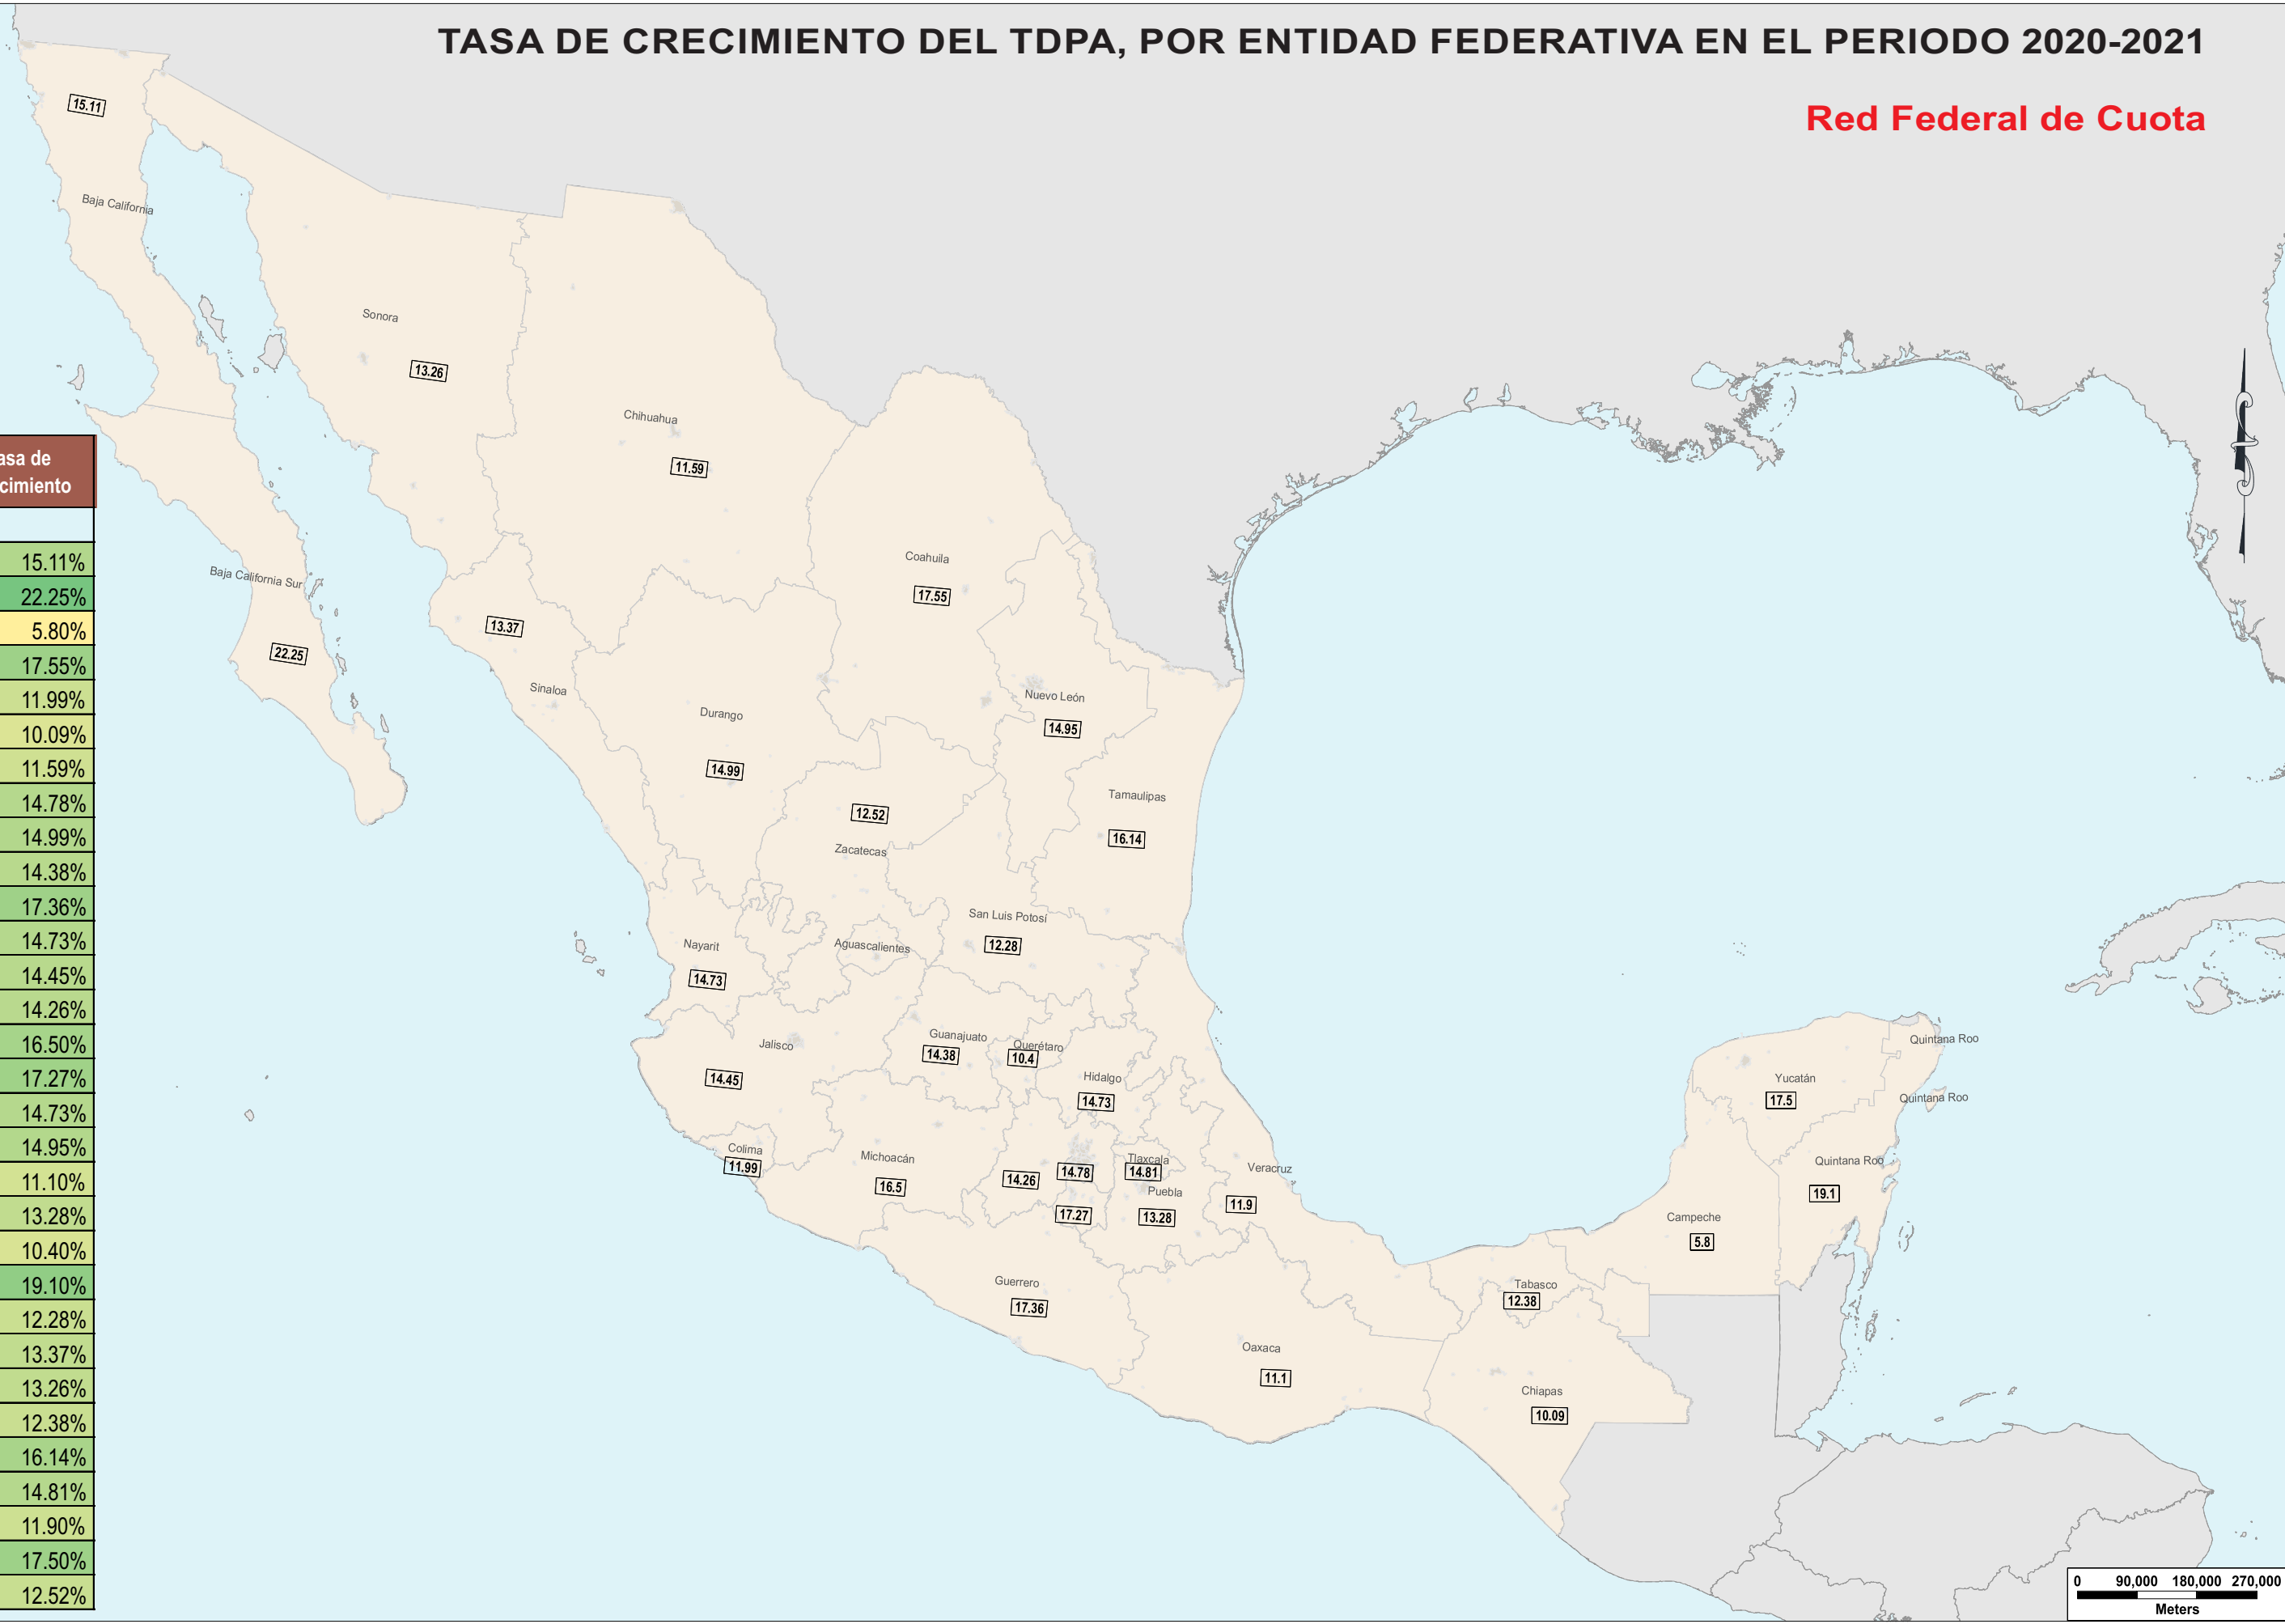 TASA DE CRECIMIENTO DEL TDPA, POR ENTIDAD FEDERATIVA EN EL PERIODO 2020-2021
Red Federal de Cuota
asa de
cimiento
15.11%
22.25%
5.80%
17.55%
11.99%
10.09%
11.59%
14.78%
14.99%
14.38%
17.36%
14.73%
14.45%
14.26%
16.50%
17.27%
14.73%
14.95%
11.10%
13.28%
10.40%
19.10%
12.28%
13.37%
13.26%
12.38%
16.14%
14.81%
11.90%
17.50%
12.52%
15.11
Baja California
Sonora
13.26
Chihuahua
11.59
Coahuila
17.55
Baja California Sur
22.25
13.37
Sinaloa
Durango
14.99
Nuevo León
14.95
12.52
Zacatecas
Tamaulipas
16.14
San Luis Potosí
12.28
Nayarit
14.73
Aguascalientes
Jalisco
14.45
Guanajuato
14.38
Querétaro
10.4
Hidalgo
14.73
Colima
11.99
Michoacán
16.5
14.26
14.78
17.27
Tlaxcala
14.81
Puebla
13.28
Veracruz
11.9
Guerrero
17.36
Oaxaca
11.1
Tabasco
12.38
Chiapas
10.09
Campeche
5.8
Yucatán
17.5
Quintana Roo
Quintana Roo
Quintana Roo
19.1
0 90,000 180,000 270,000
Meters